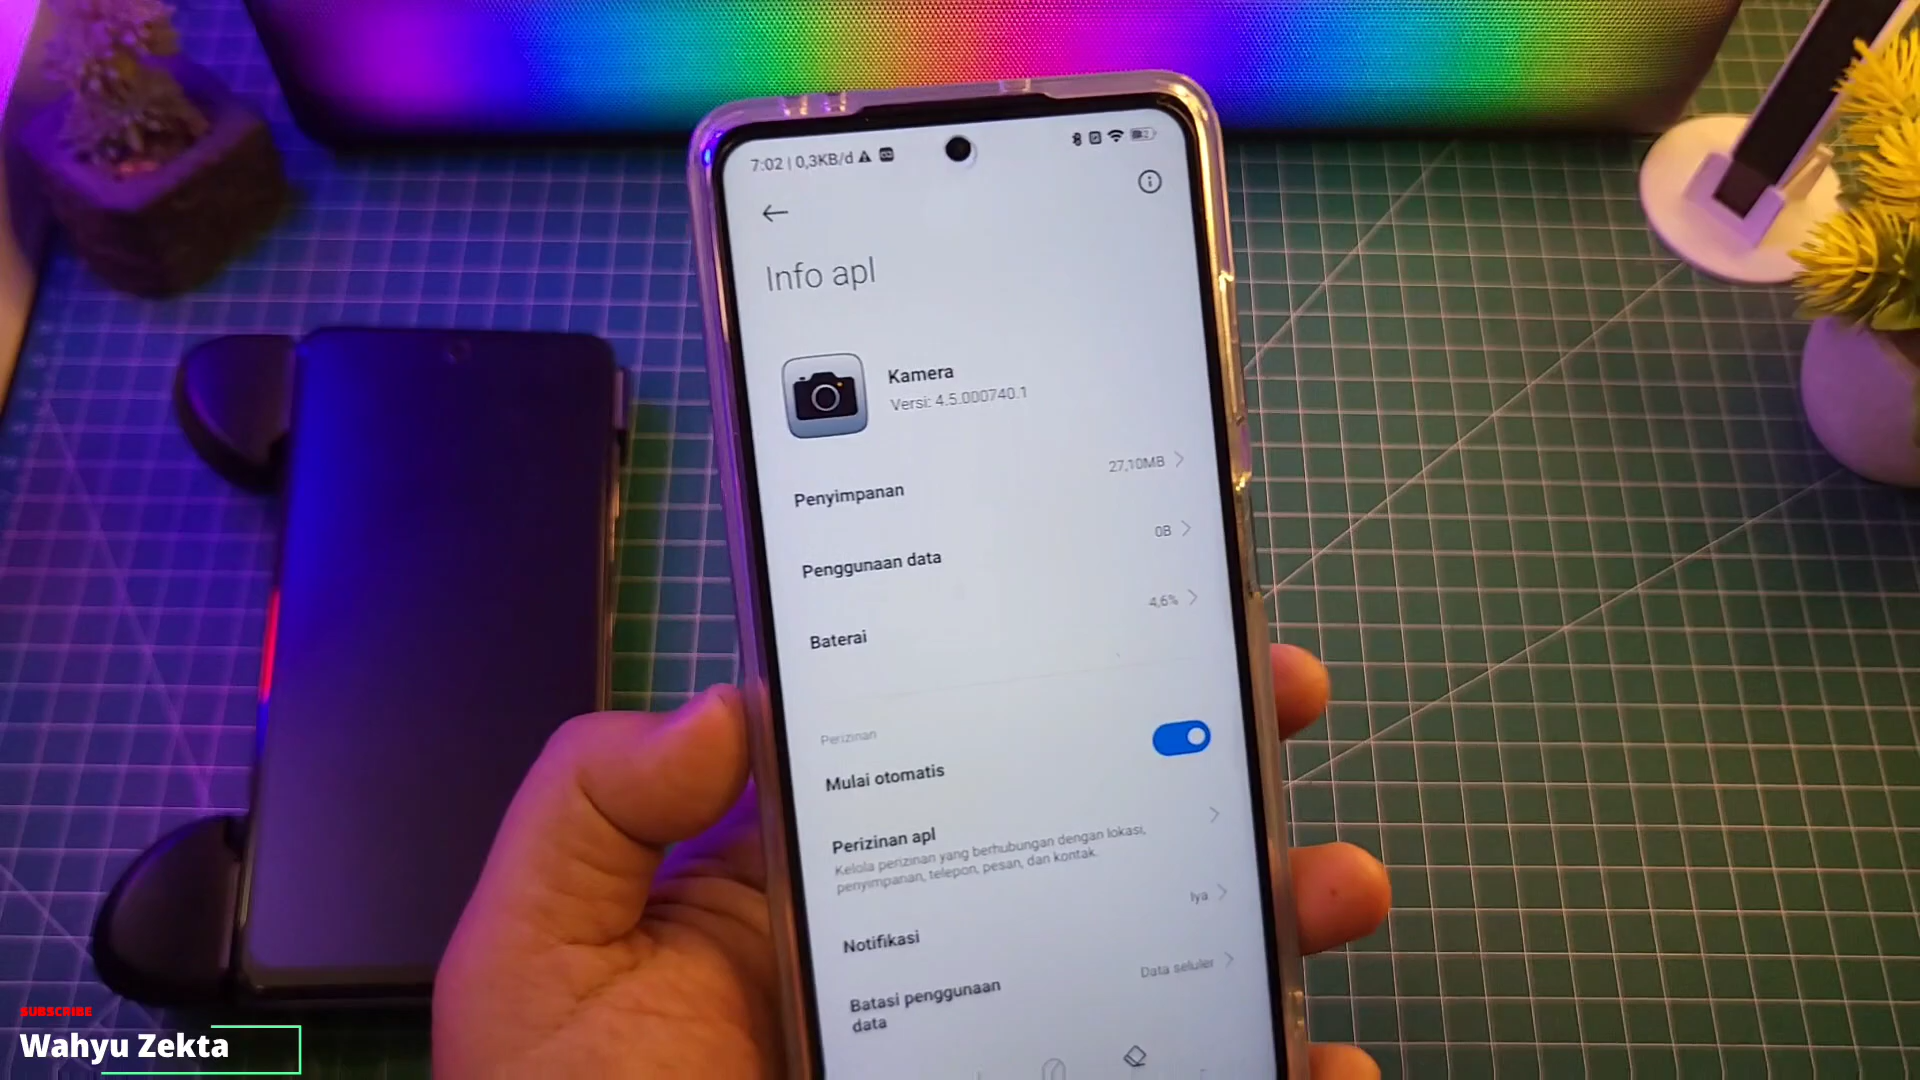 7:02 | 0,3KB/d
Info apl
Kamera
Versi: 4.5.000740.1
Penyimpanan
27,10MB
Penggunaan data
0B
Baterai
4,6%
Perizinan
Mulai otomatis
Perizinan apl
Kelola perizinan yang berhubungan dengan lokasi,
penyimpanan, telepon, pesan, dan kontak.
Notifikasi
Iya
Batasi penggunaan
data
Data seluler
SUBSCRIBE
Wahyu Zekta